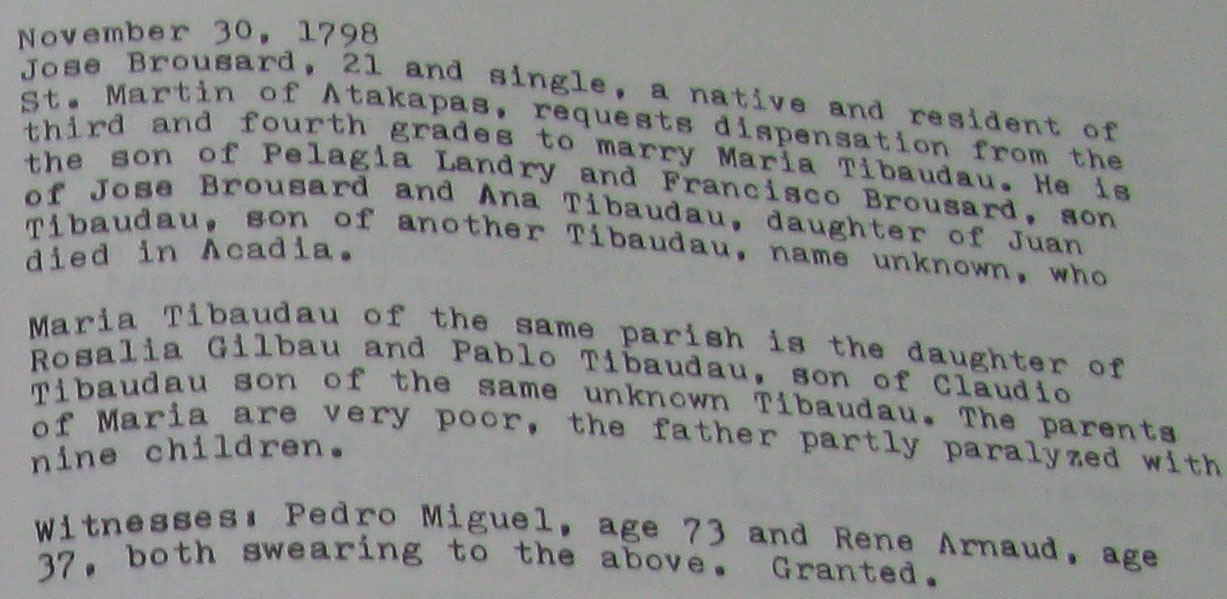 November 30, 1798
Jose Brousard, 21 and single, a native and resident of
St. Martin of Atakapas, requests dispensation from the
third and fourth grades to marry Maria Tibaudau. He is
the son of Pelagia Landry and Francisco Brousard, son
of Jose Brousard and Ana Tibaudau, daughter of Juan
Tibaudau, son of another Tibaudau, name unknown, who
died in Acadia.

Maria Tibaudau of the same parish is the daughter of
Rosalia Gilbau and Pablo Tibaudau, son of Claudio
Tibaudau son of the same unknown Tibaudau. The parents
of Maria are very poor, the father partly paralyzed with
nine children.

Witnesses: Pedro Miguel, age 73 and Rene Arnaud, age
37, both swearing to the above. Granted.